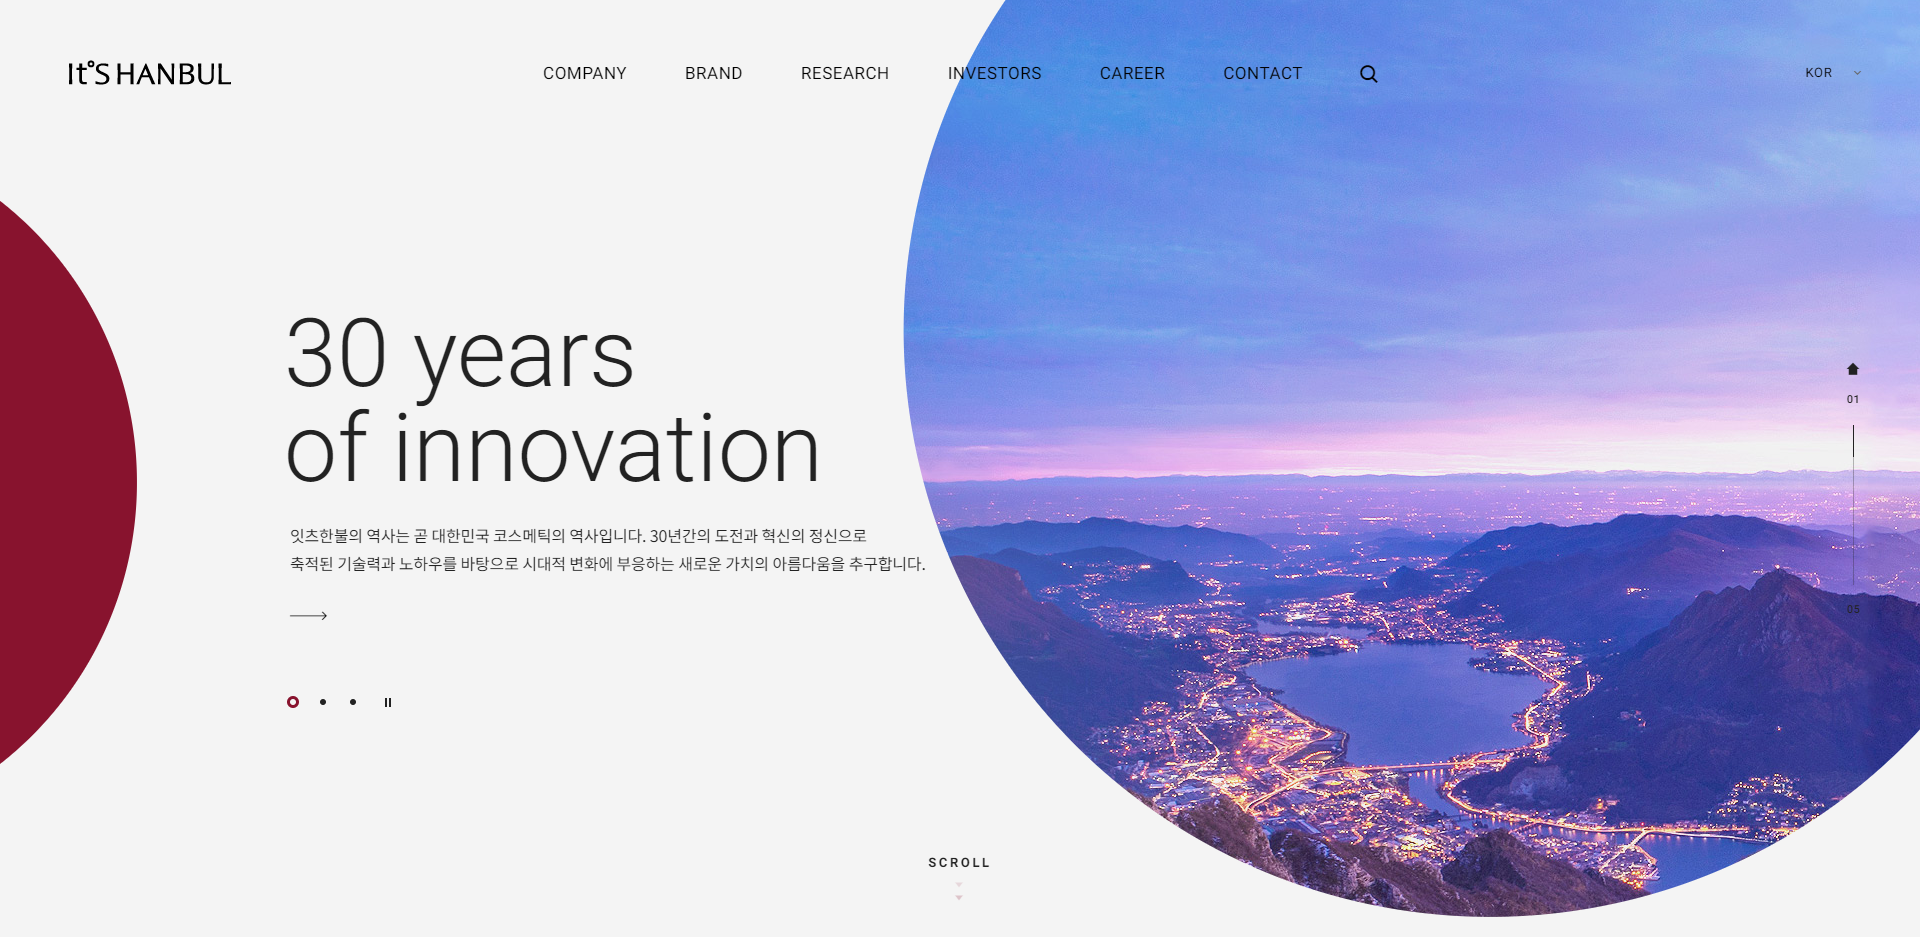 It'S HANBUL
COMPANY BRAND RESEARCH INVESTORS CAREER CONTACT
KOR
30 years
of innovation
잇츠한불의 역사는 곧 대한민국 코스메틱의 역사입니다. 30년간의 도전과 혁신의 정신으로
축적된 기술력과 노하우를 바탕으로 시대적 변화에 부응하는 새로운 가치의 아름다움을 추구합니다.
01
05
SCROLL